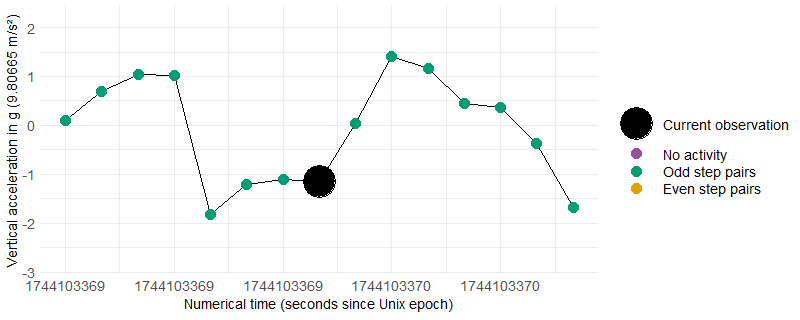 Vertical acceleration in g (9.80665 m/s²)
2
1
0
-1
-2
-3
1744103369 1744103369 1744103369 1744103370 1744103370
Numerical time (seconds since Unix epoch)
Current observation
No activity
Odd step pairs
Even step pairs